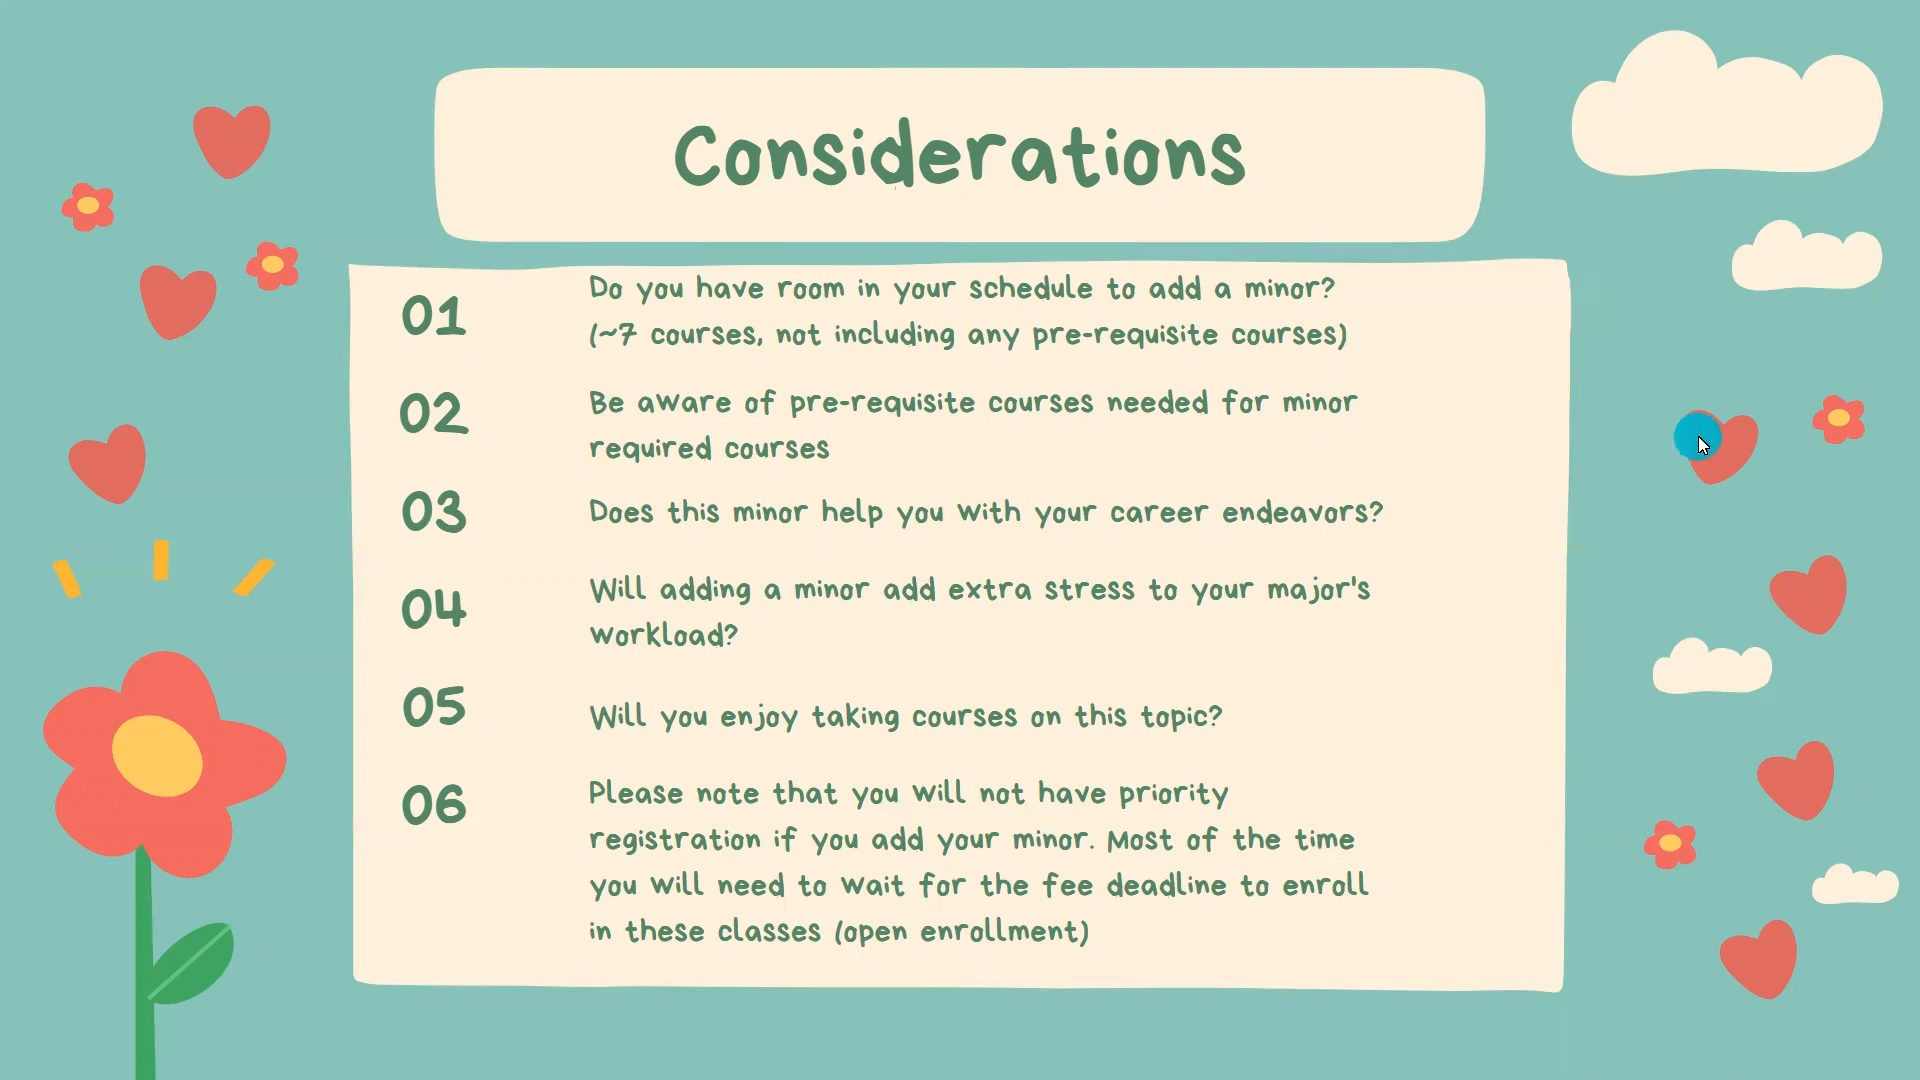 Considerations
01
Do you have room in your schedule to add a minor?
(~7 courses, not including any pre-requisite courses)
02
Be aware of pre-requisite courses needed for minor
required courses
03
Does this minor help you with your career endeavors?
04
Will adding a minor add extra stress to your major's
workload?
05
Will you enjoy taking courses on this topic?
06
Please note that you will not have priority
registration if you add your minor. Most of the time
you will need to wait for the fee deadline to enroll
in these classes (open enrollment)